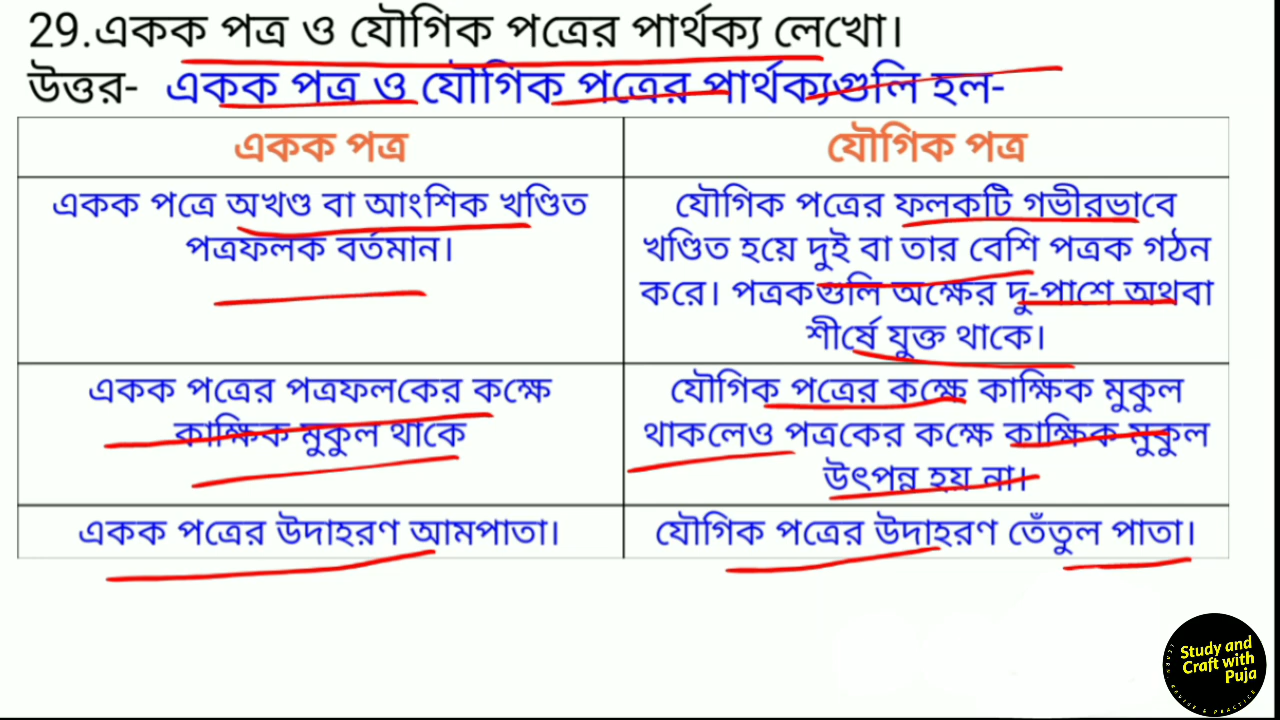 29.একক পত্র ও যৌগিক পত্রের পার্থক্য লেখো।
উত্তর- একক পত্র ও যৌগিক পত্রের পার্থক্যগুলি হল-
একক পত্র
যৌগিক পত্র
একক পত্রে অখণ্ড বা আংশিক খণ্ডিত
পত্রফলক বর্তমান।
যৌগিক পত্রের ফলকটি গভীরভাবে
খণ্ডিত হয়ে দুই বা তার বেশি পত্রক গঠন
করে। পত্রকগুলি অক্ষের দু-পাশে অথবা
শীর্ষে যুক্ত থাকে।
একক পত্রের পত্রফলকের কক্ষে
কাক্ষিক মুকুল থাকে
যৌগিক পত্রের কক্ষে কাক্ষিক মুকুল
থাকলেও পত্রকের কক্ষে কাক্ষিক মুকুল
উৎপন্ন হয় না।
একক পত্রের উদাহরণ আমপাতা।
যৌগিক পত্রের উদাহরণ তেঁতুল পাতা।
Study and
Craft with
Puja